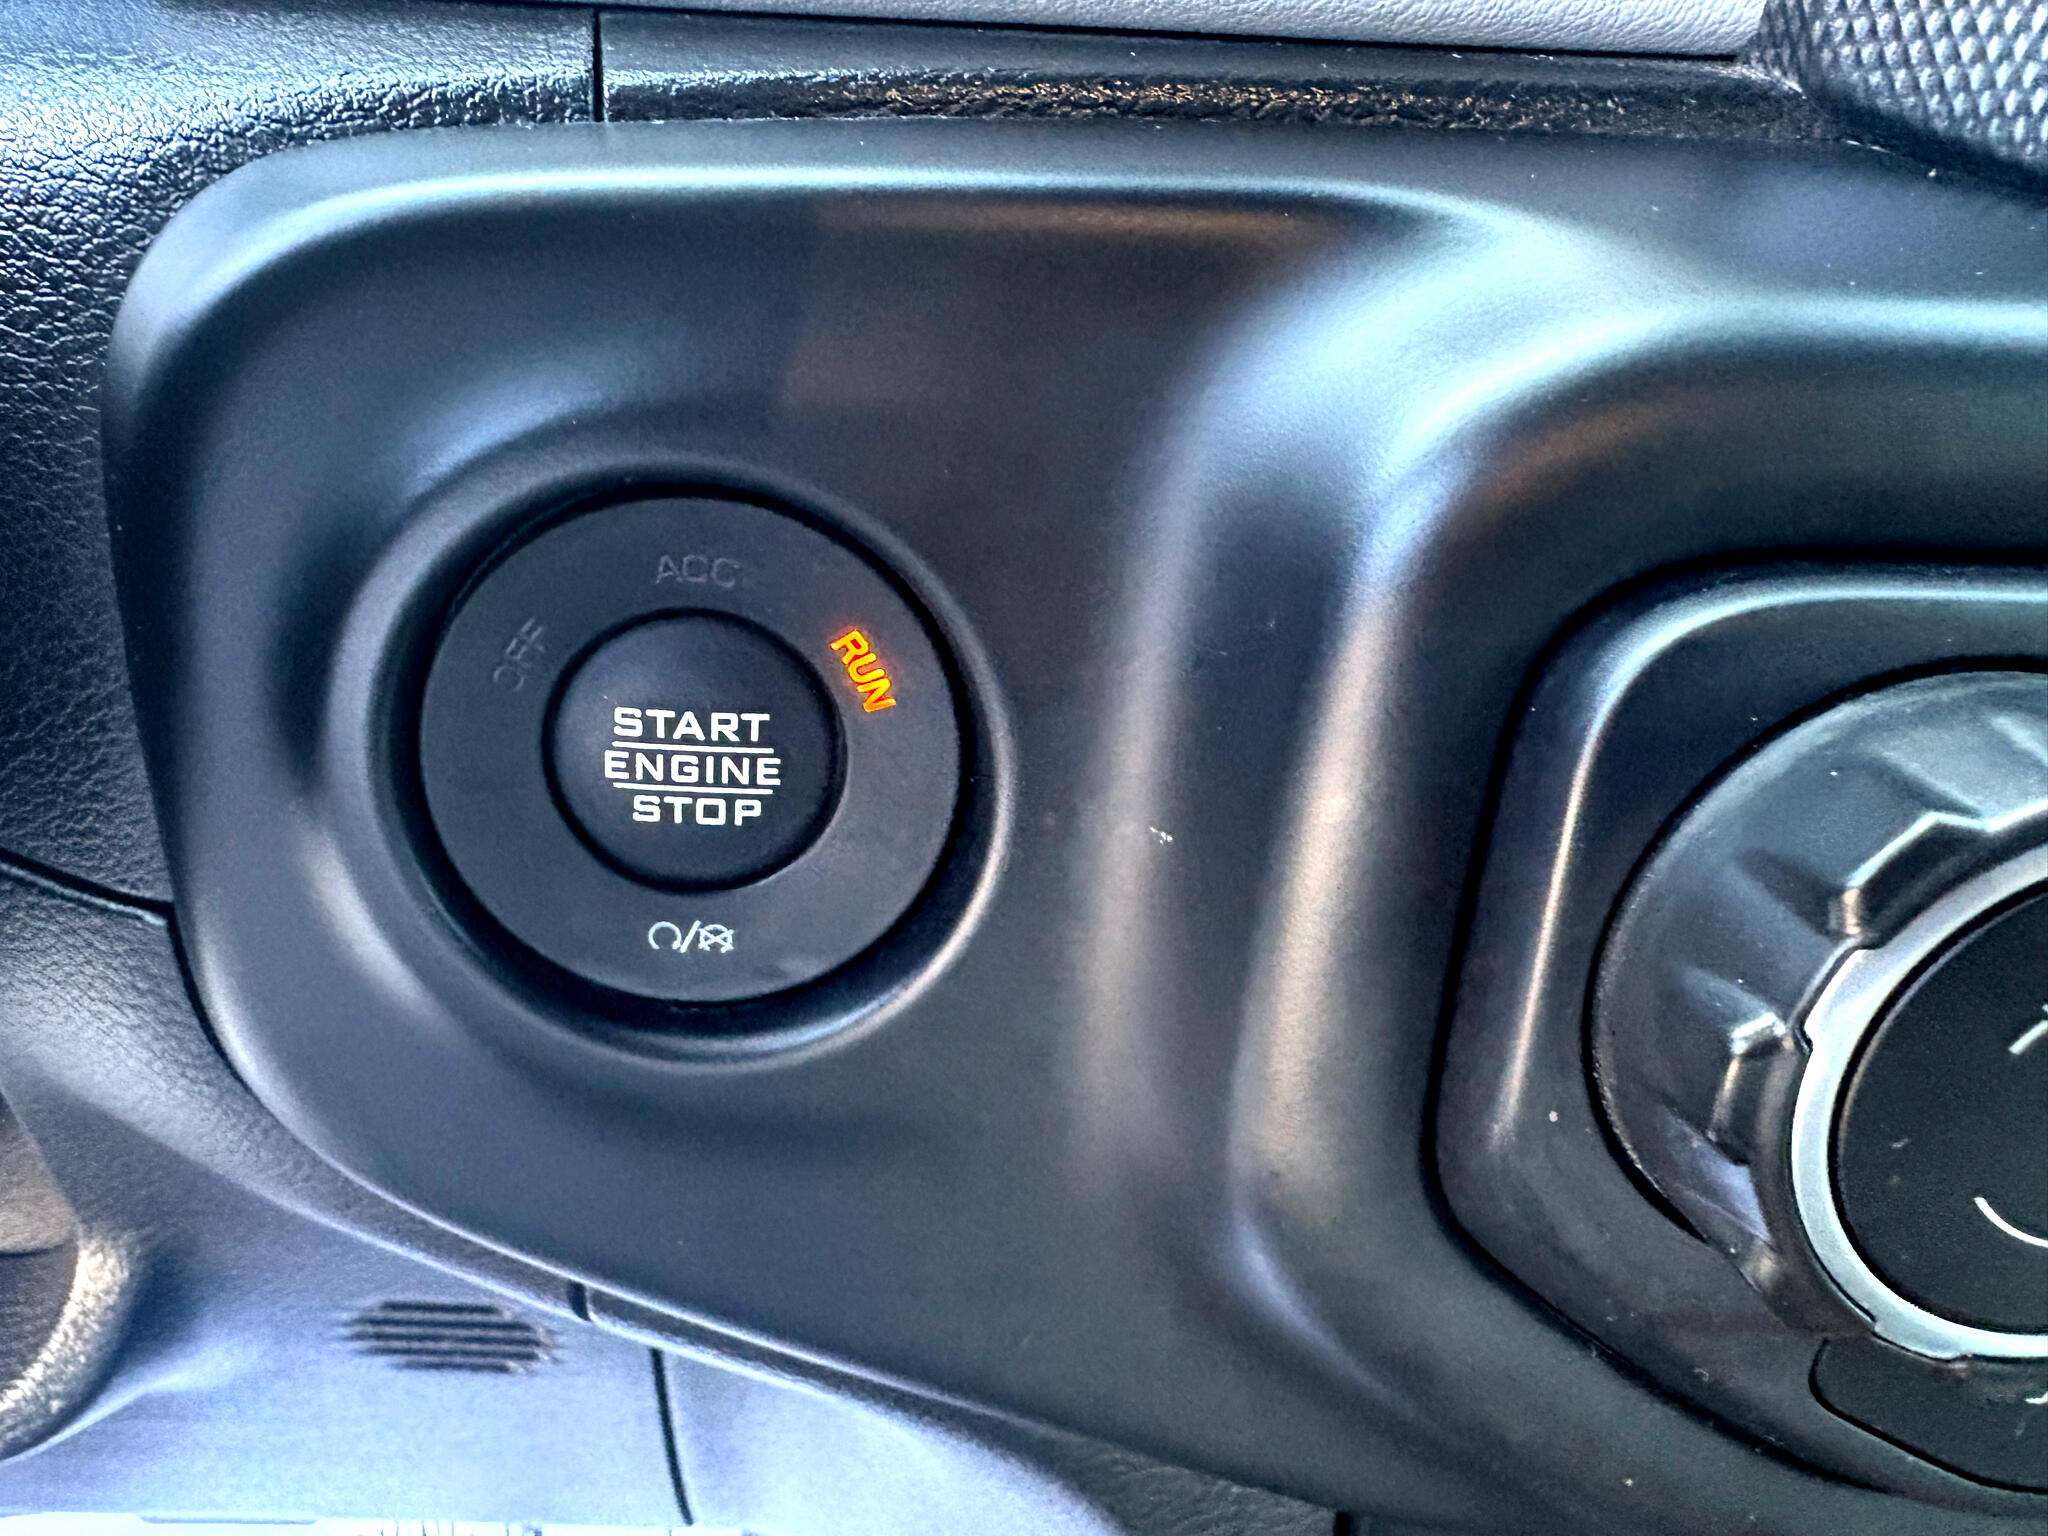 ACC
OFF
RUN
START
ENGINE
STOP